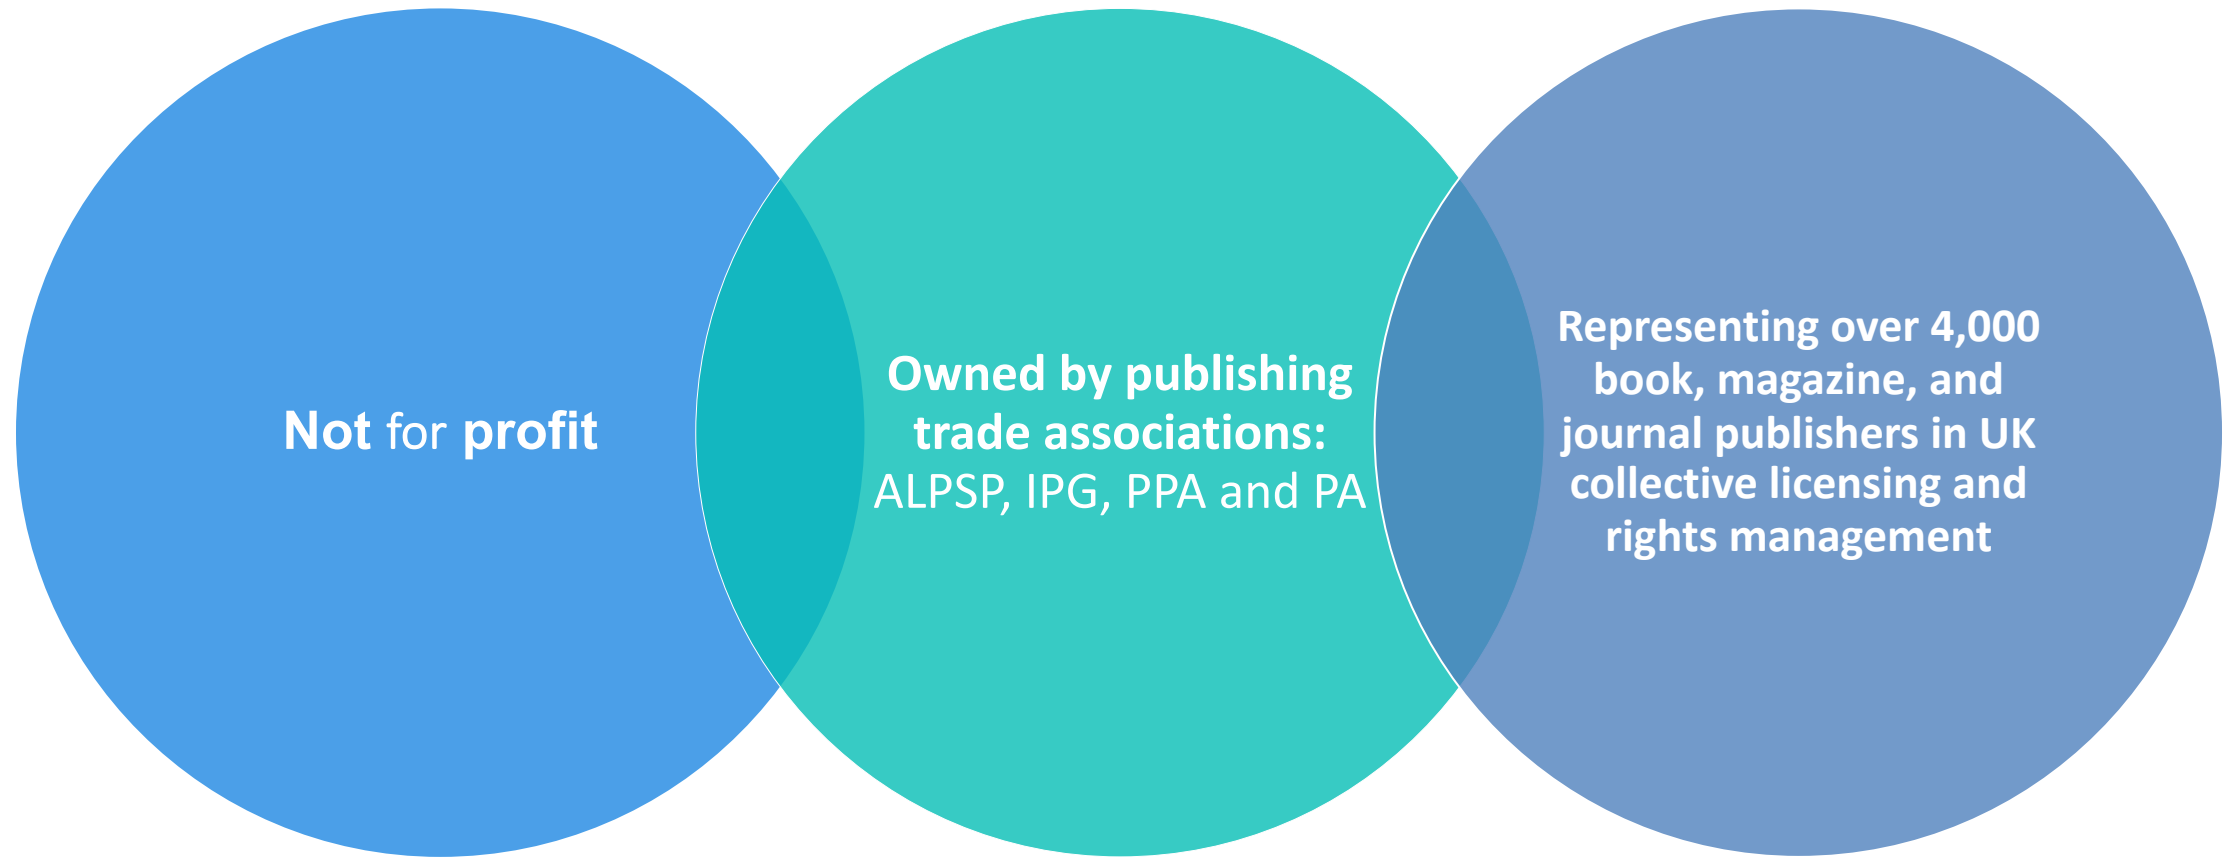 Not for profit
Owned by publishing
trade associations:
ALPSP, IPG, PPA and PA
Representing over 4,000
book, magazine, and
journal publishers in UK
collective licensing and
rights management